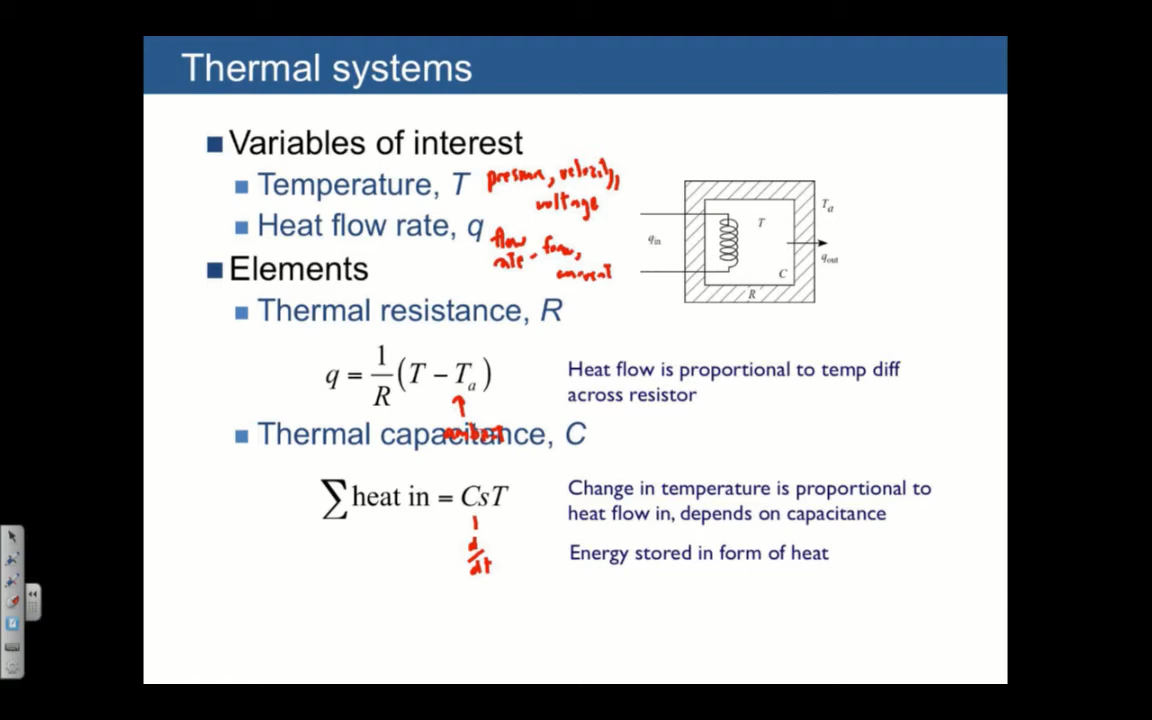 Thermal systems
Variables of interest
Temperature, T
pressure, velocity,
voltage
Heat flow rate, q
flow
rate - force,
current
Elements
Thermal resistance, R
q = 1/R (T − Ta)
Heat flow is proportional to temp diff
across resistor
Thermal capacitance, C
ambient
∑ heat in = CsT
Change in temperature is proportional to
heat flow in, depends on capacitance
d/dt
Energy stored in form of heat
qin
T
C
R
Ta
qout